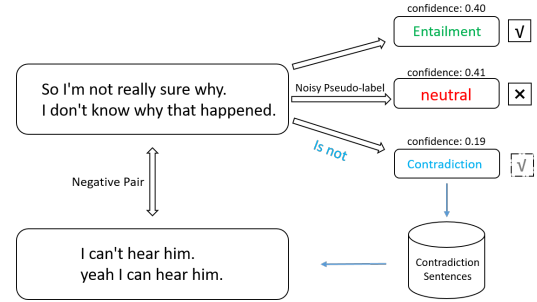 confidence: 0.40
Entailment
√
So I'm not really sure why.
I don't know why that happened.
Noisy Pseudo-label
confidence: 0.41
neutral
×
Is not
confidence: 0.19
Contradiction
√
Negative Pair
I can't hear him.
yeah I can hear him.
Contradiction
Sentences